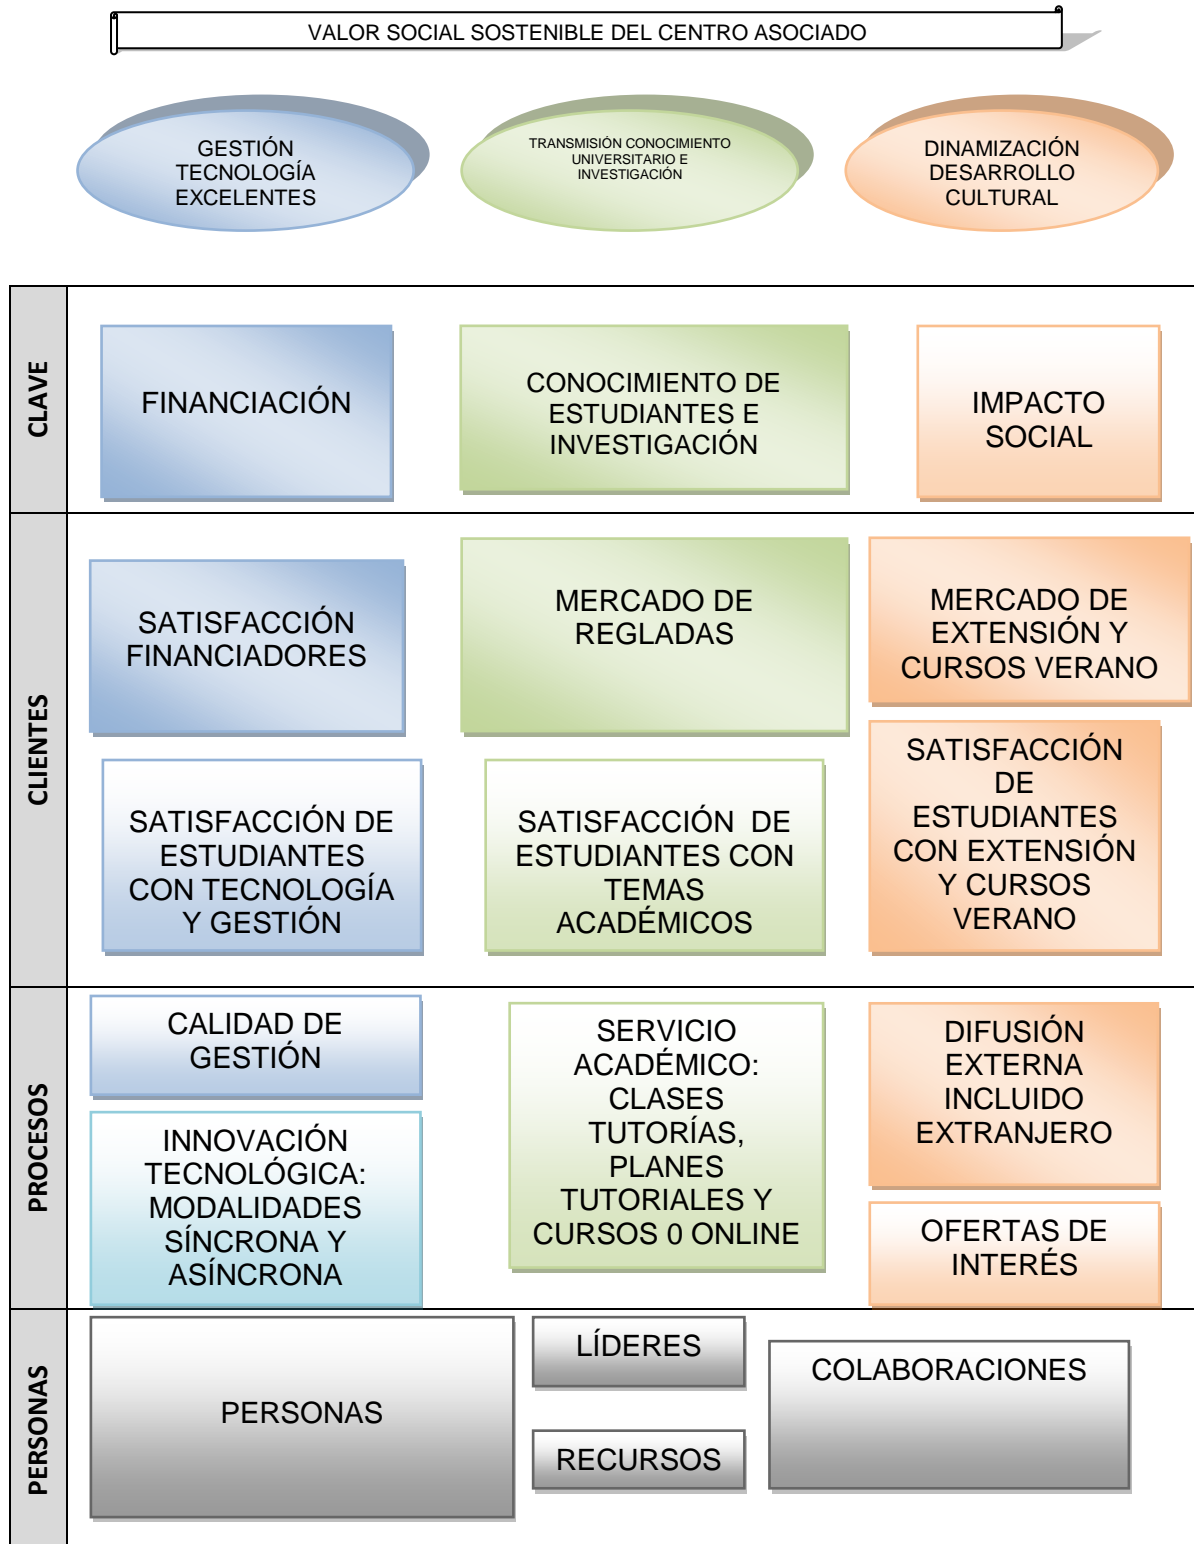 VALOR SOCIAL SOSTENIBLE DEL CENTRO ASOCIADO
GESTIÓN
TECNOLOGÍA
EXCELENTES
TRANSMISIÓN CONOCIMIENTO
UNIVERSITARIO E
INVESTIGACIÓN
DINAMIZACIÓN
DESARROLLO
CULTURAL
CLAVE
FINANCIACIÓN
CONOCIMIENTO DE
ESTUDIANTES E
INVESTIGACIÓN
IMPACTO
SOCIAL
CLIENTES
SATISFACCIÓN
FINANCIADORES
MERCADO DE
REGLADAS
MERCADO DE
EXTENSIÓN Y
CURSOS VERANO
SATISFACCIÓN DE
ESTUDIANTES
CON TECNOLOGÍA
Y GESTIÓN
SATISFACCIÓN  DE
ESTUDIANTES CON
TEMAS
ACADÉMICOS
SATISFACCIÓN
DE
ESTUDIANTES
CON EXTENSIÓN
Y CURSOS
VERANO
PROCESOS
CALIDAD DE
GESTIÓN
INNOVACIÓN
TECNOLÓGICA:
MODALIDADES
SÍNCRONA Y
ASÍNCRONA
SERVICIO
ACADÉMICO:
CLASES
TUTORÍAS,
PLANES
TUTORIALES Y
CURSOS 0 ONLINE
DIFUSIÓN
EXTERNA
INCLUIDO
EXTRANJERO
OFERTAS DE
INTERÉS
PERSONAS
PERSONAS
LÍDERES
RECURSOS
COLABORACIONES